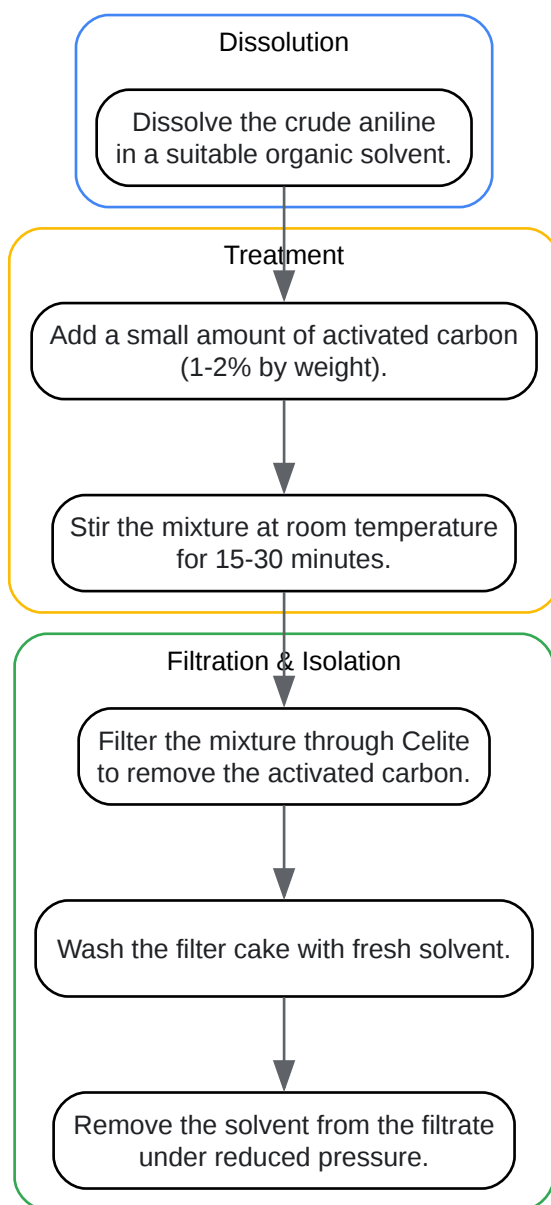 Dissolution
Dissolve the crude aniline
in a suitable organic solvent.
Treatment
Add a small amount of activated carbon
(1-2% by weight).
Stir the mixture at room temperature
for 15-30 minutes.
Filtration & Isolation
Filter the mixture through Celite
to remove the activated carbon.
Wash the filter cake with fresh solvent.
Remove the solvent from the filtrate
under reduced pressure.